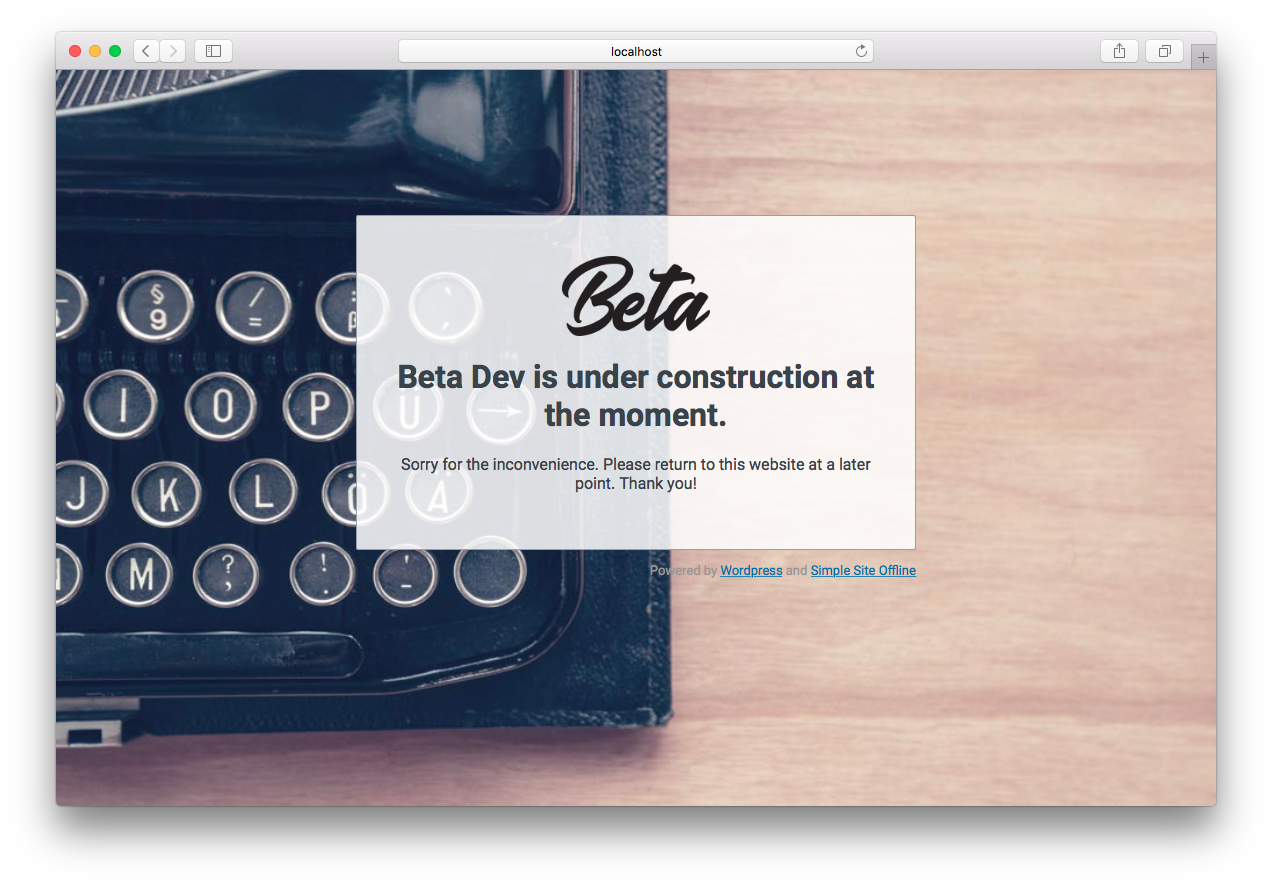 localhost
§
9
/
=
:
β
I O P Ü →
J K L Ö Ä
M ? ! '
; . -
Beta
Beta Dev is under construction at
the moment.
Sorry for the inconvenience. Please return to this website at a later
point. Thank you!
Powered by Wordpress and Simple Site Offline